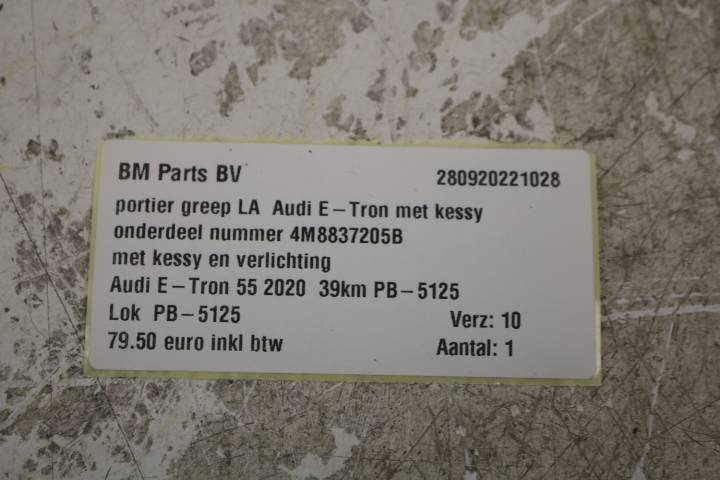 BM Parts BV 280920221028
portier greep LA Audi E-Tron met kessy
onderdeel nummer 4M8837205B
met kessy en verlichting
Audi E-Tron 55 2020 39km PB-5125
Lok PB-5125 Verz: 10
79.50 euro inkl btw Aantal: 1